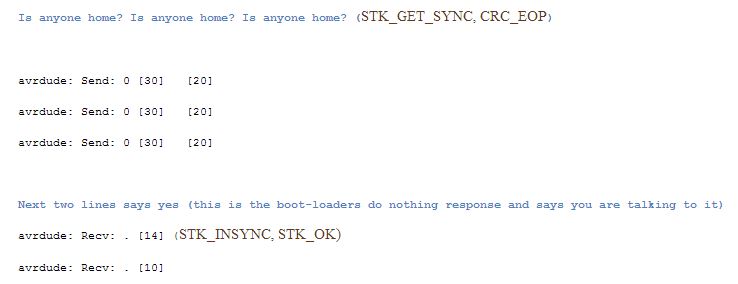 Is anyone home? Is anyone home? Is anyone home? (STK_GET_SYNC, CRC_EOP)
avrdude: Send: 0 [30]   [20]
avrdude: Send: 0 [30]   [20]
avrdude: Send: 0 [30]   [20]
Next two lines says yes (this is the boot-loaders do nothing response and says you are talking to it)
avrdude: Recv: . [14] (STK_INSYNC, STK_OK)
avrdude: Recv: . [10]